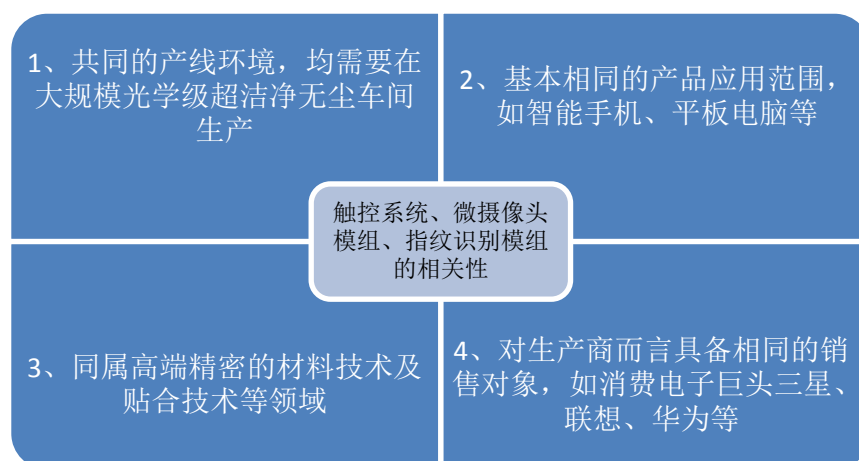 1、共同的产线环境，均需要在
大规模光学级超洁净无尘车间
生产
2、基本相同的产品应用范围，
如智能手机、平板电脑等
触控系统、微摄像头
模组、指纹识别模组
的相关性
3、同属高端精密的材料技术及
贴合技术等领域
4、对生产商而言具备相同的销
售对象，如消费电子巨头三星、
联想、华为等